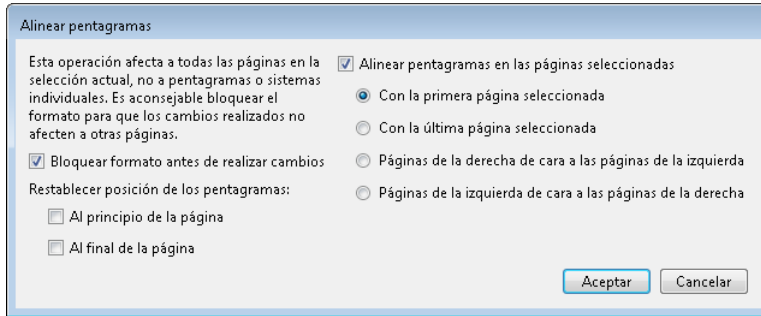 Alinear pentagramas
Esta operación afecta a todas las páginas en la
selección actual, no a pentagramas o sistemas
individuales. Es aconsejable bloquear el
formato para que los cambios realizados no
afecten a otras páginas.
Bloquear formato antes de realizar cambios
Restablecer posición de los pentagramas:
Al principio de la página
Al final de la página
Alinear pentagramas en las páginas seleccionadas
Con la primera página seleccionada
Con la última página seleccionada
Páginas de la derecha de cara a las páginas de la izquierda
Páginas de la izquierda de cara a las páginas de la derecha
Aceptar
Cancelar